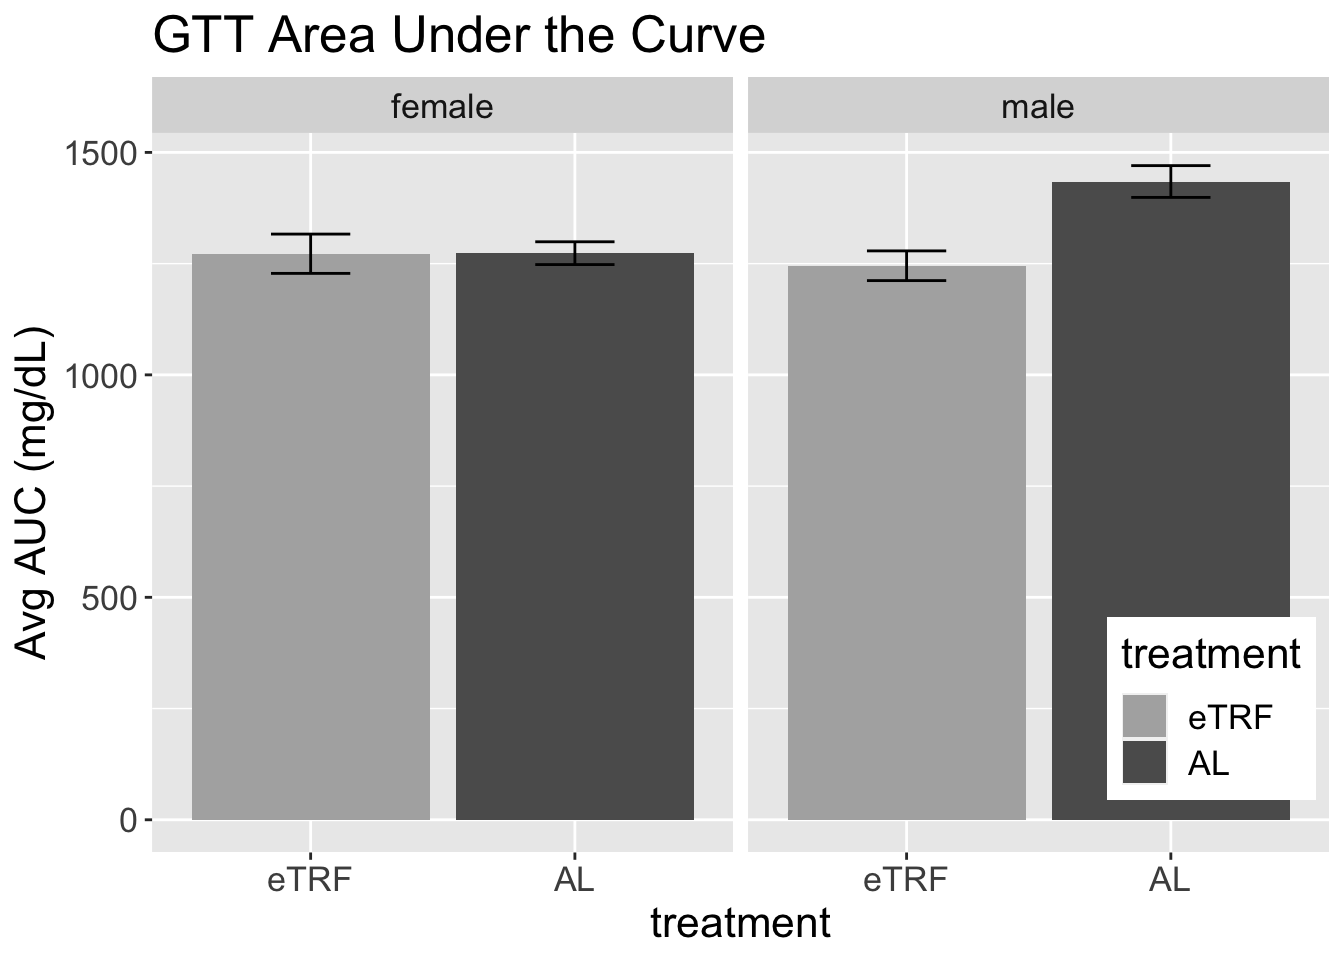 GTT Area Under the Curve
female
male
Avg AUC (mg/dL)
1500
1000
500
0
treatment
eTRF
AL
eTRF
AL
eTRF
AL
treatment